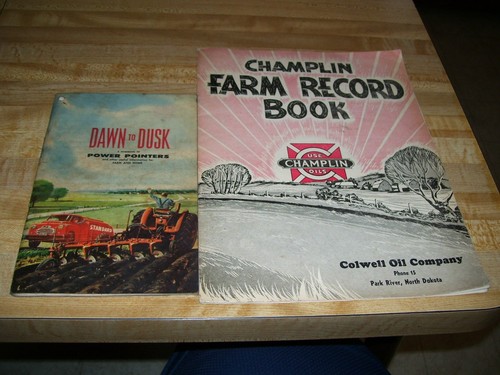 DAWN TO DUSK
POWER POINTERS
STANDARD
CHAMPLIN
FARM RECORD
BOOK
USE
CHAMPLIN
OILS
Colwell Oil Company
Phone 15
Park River, North Dakota